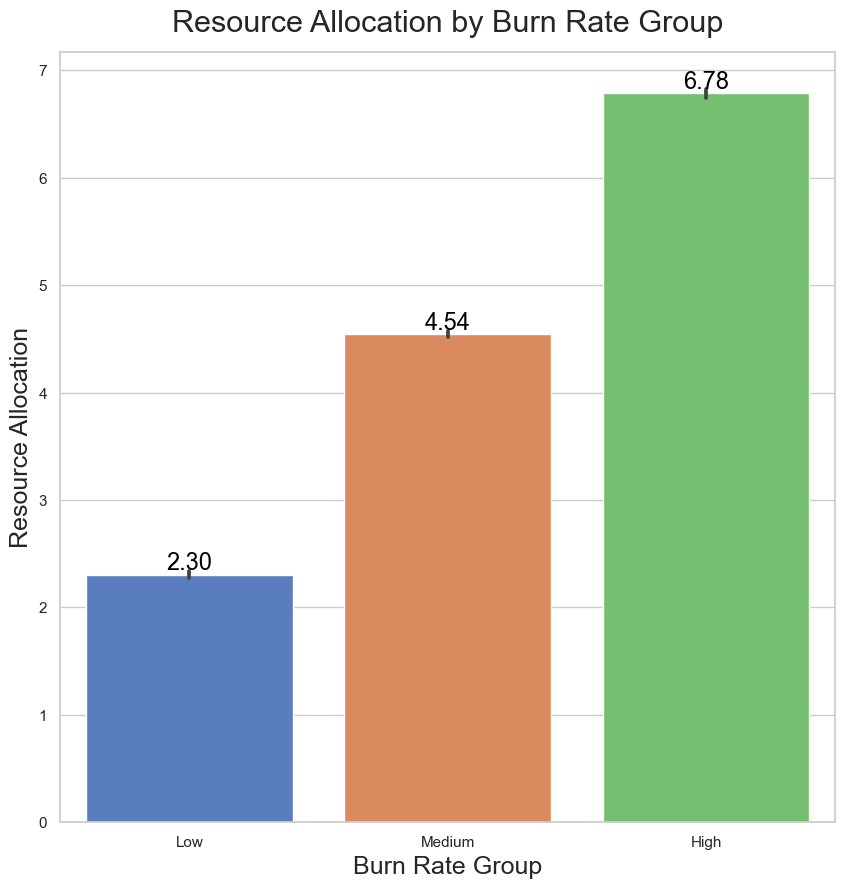 Resource Allocation by Burn Rate Group
7
6.78
6
5
4.54
4
3
2.30
2
1
0
Resource Allocation
Low Medium High
Burn Rate Group